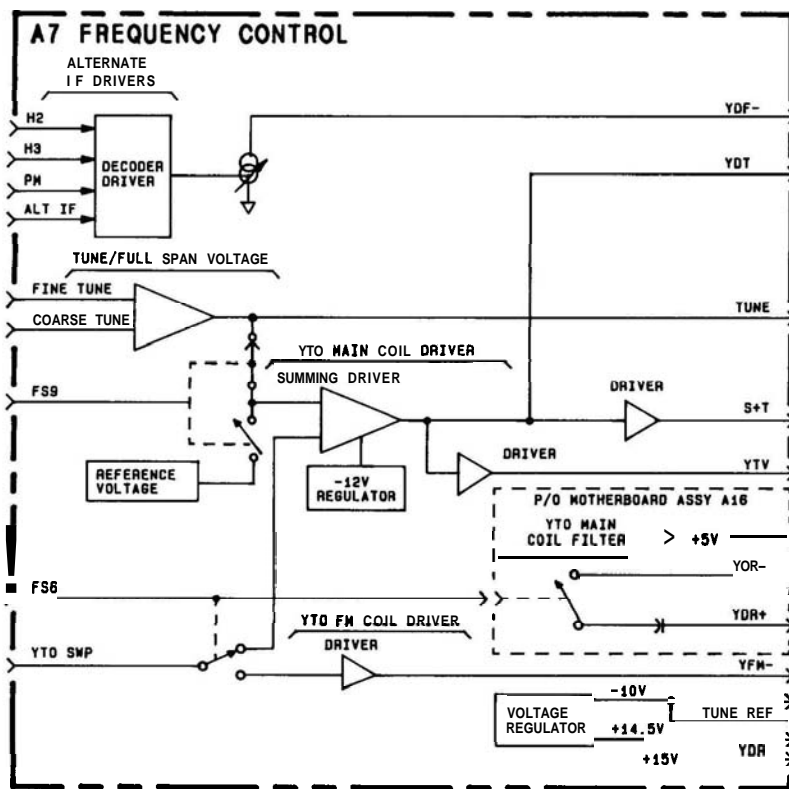 A7 FREQUENCY CONTROL
ALTERNATE
IF DRIVERS
H2
H3
PM
ALT IF
DECODER
DRIVER
YDF-
YDT
TUNE/FULL SPAN VOLTAGE
FINE TUNE
COARSE TUNE
TUNE
YTO MAIN COIL DRIVER
SUMMING DRIVER
FS9
DRIVER
S+T
DRIVER
YTV
REFERENCE
VOLTAGE
-12V
REGULATOR
P/O MOTHERBOARD ASSY A16
YTO MAIN
COIL FILTER
> +5V
YOR-
FS6
YDR+
YTO FM COIL DRIVER
YTO SWP
DRIVER
YFM-
-10V
VOLTAGE
REGULATOR
TUNE REF
+14.5V
+15V
YDR